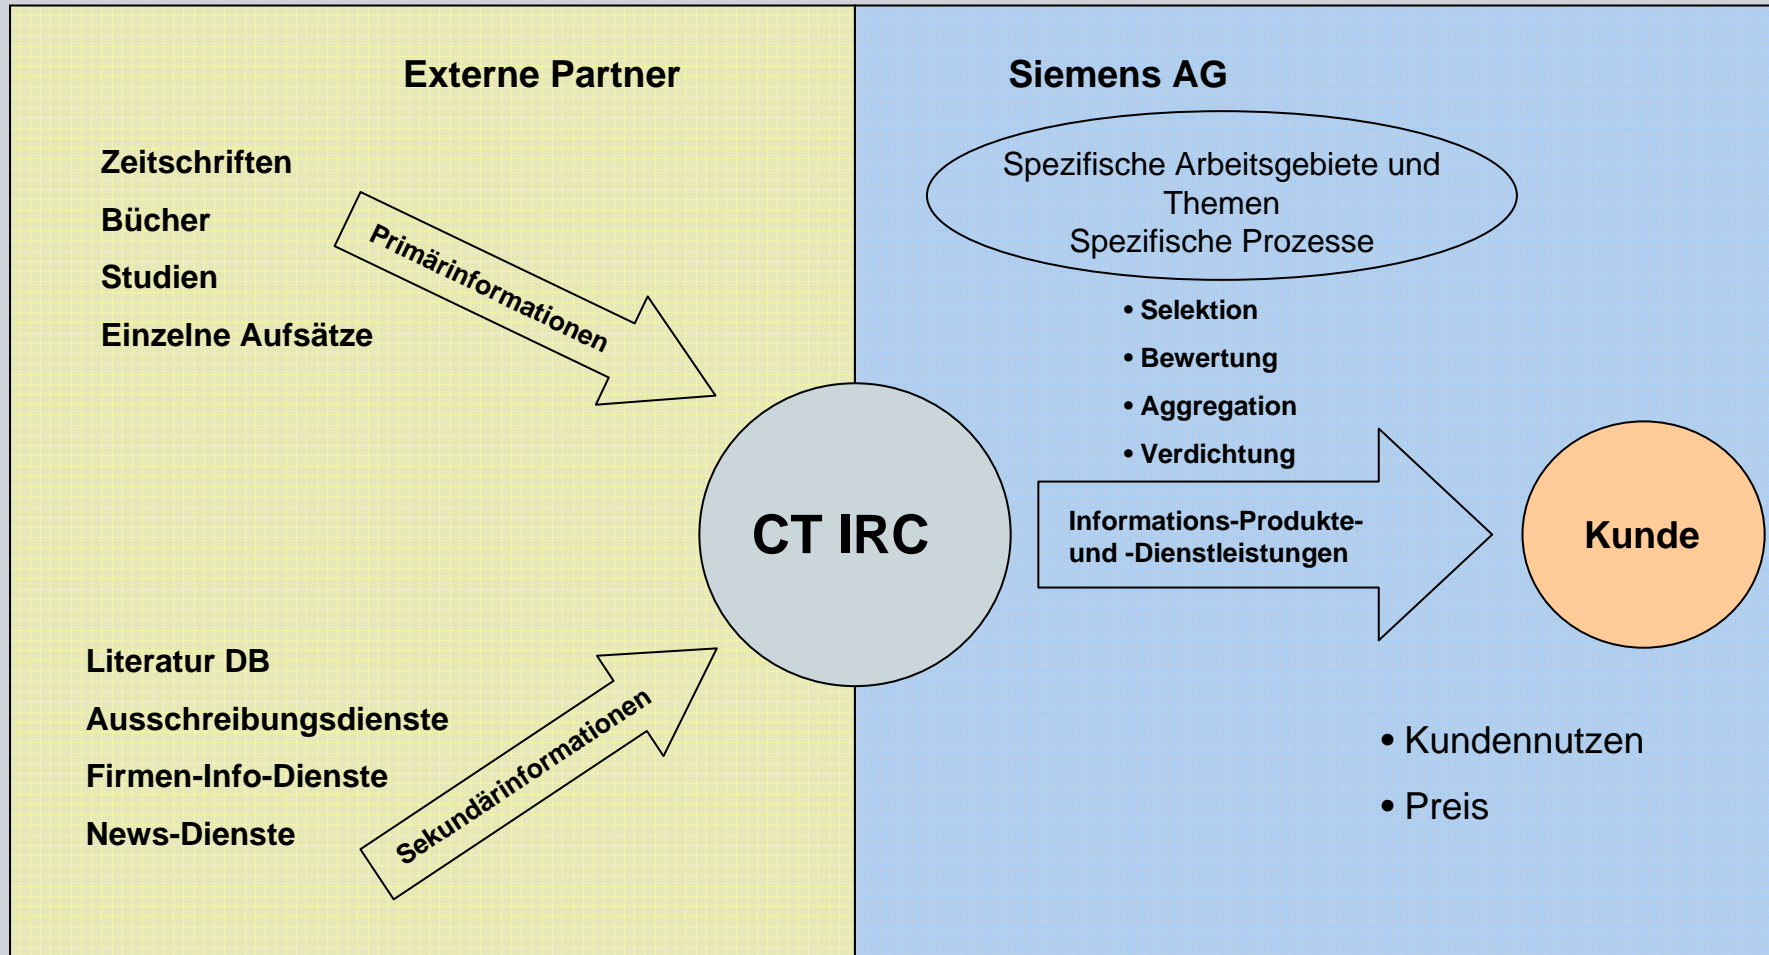 Externe Partner
Zeitschriften
Bücher
Studien
Einzelne Aufsätze
Primärinformationen
Literatur DB
Ausschreibungsdienste
Firmen-Info-Dienste
News-Dienste
Sekundärinformationen
CT IRC
Siemens AG
Spezifische Arbeitsgebiete und
Themen
Spezifische Prozesse
• Selektion
• Bewertung
• Aggregation
• Verdichtung
Informations-Produkte-
und -Dienstleistungen
Kunde
• Kundennutzen
• Preis